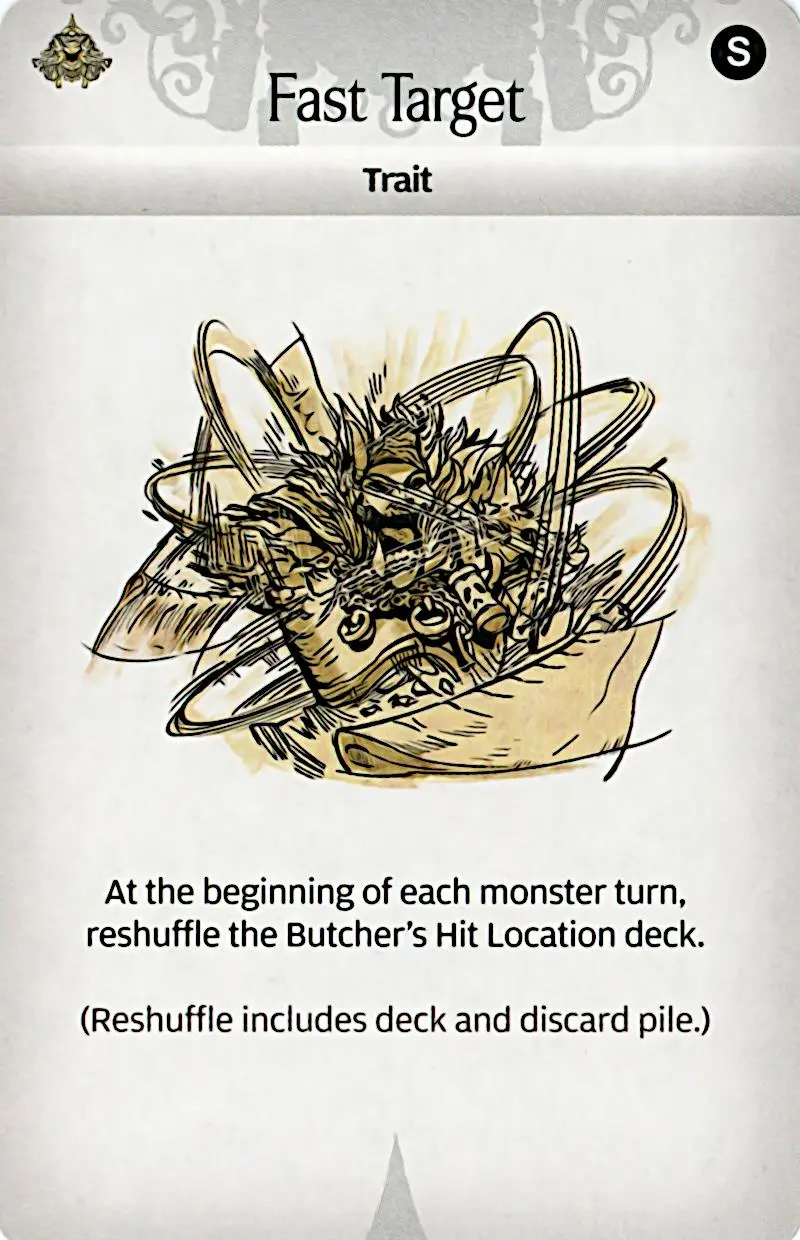 S
Fast Target
Trait
At the beginning of each monster turn,
reshuffle the Butcher's Hit Location deck.
(Reshuffle includes deck and discard pile.)